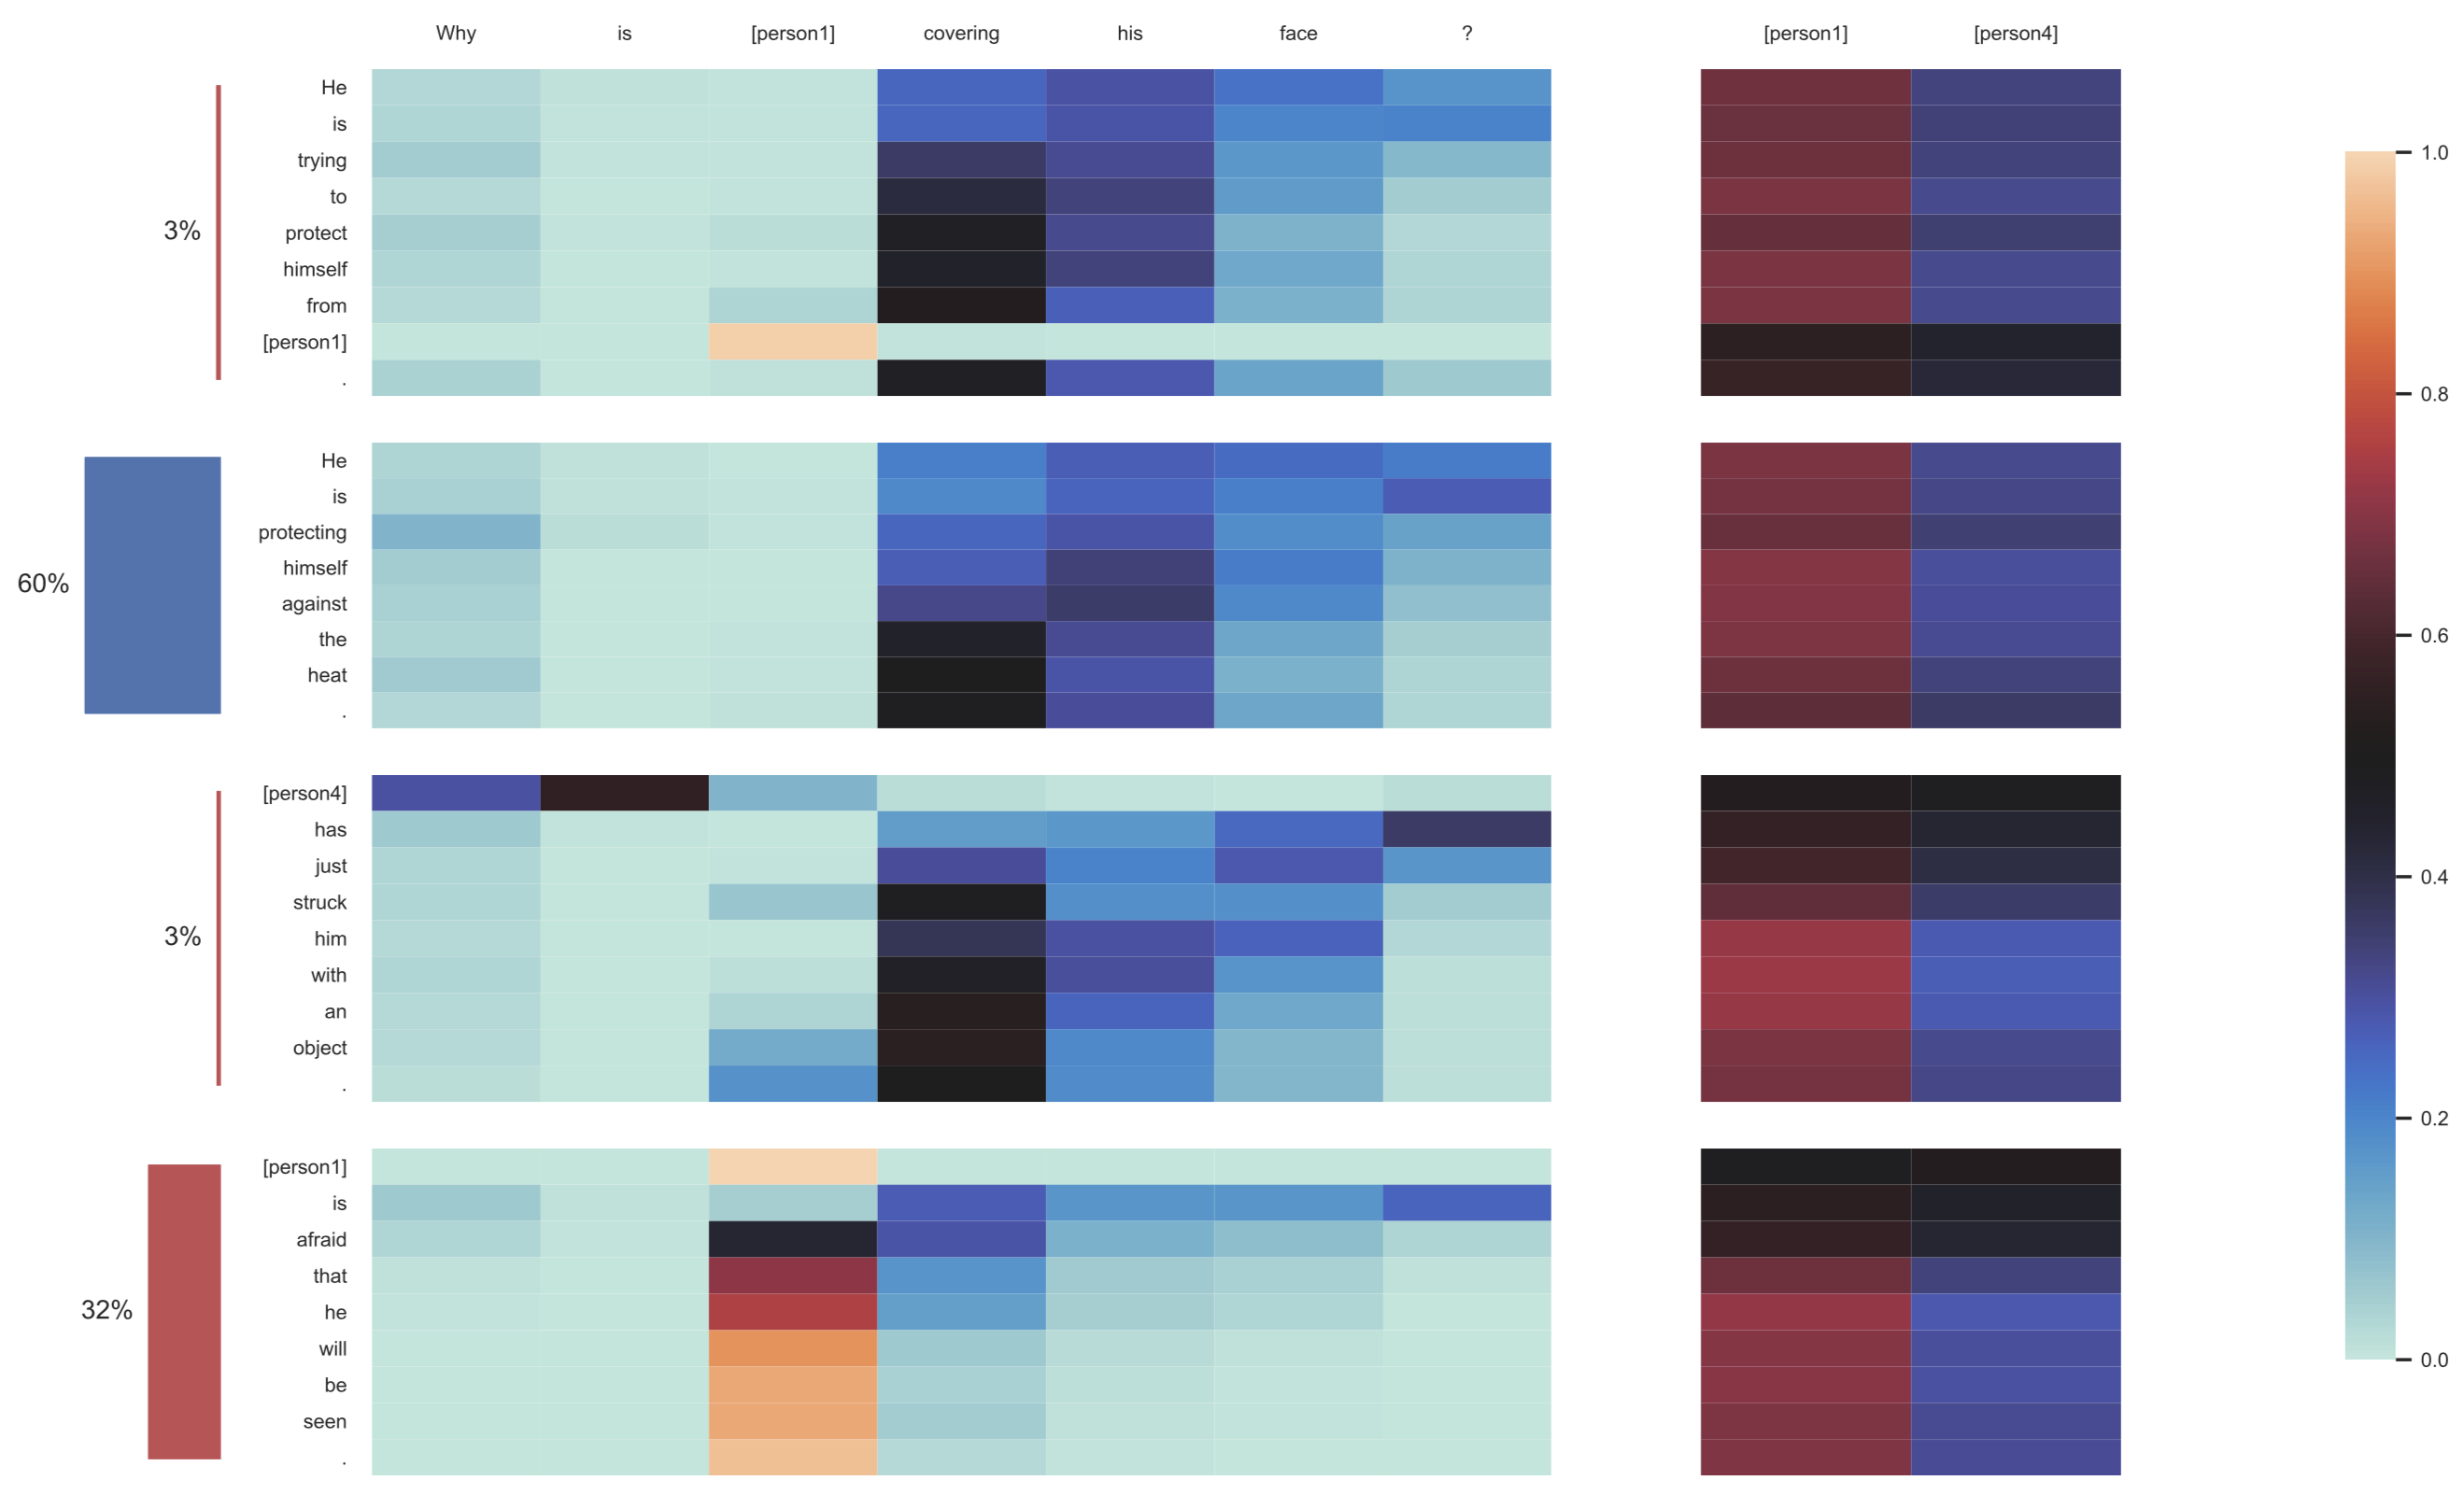 Why is [person1] covering his face ? [person1] [person4]
He
is
trying
to
protect
himself
from
[person1]
.
3%
He
is
protecting
himself
against
the
heat
.
60%
[person4]
has
just
struck
him
with
an
object
.
3%
[person1]
is
afraid
that
he
will
be
seen
.
32%
1.0
0.8
0.6
0.4
0.2
0.0